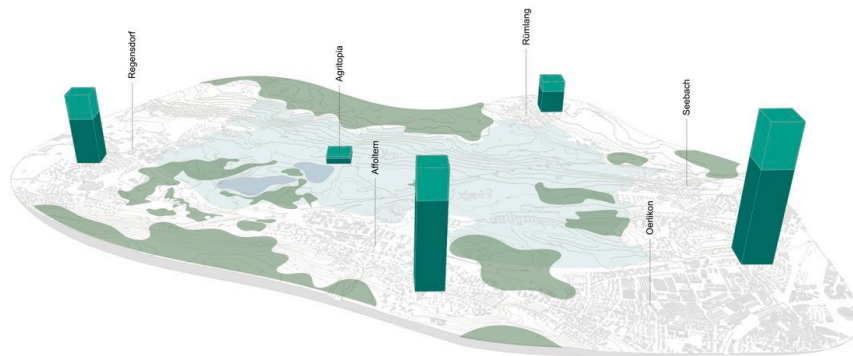 Regensdorf
Agritopia
Affoltern
Rümlang
Seebach
Oerlikon